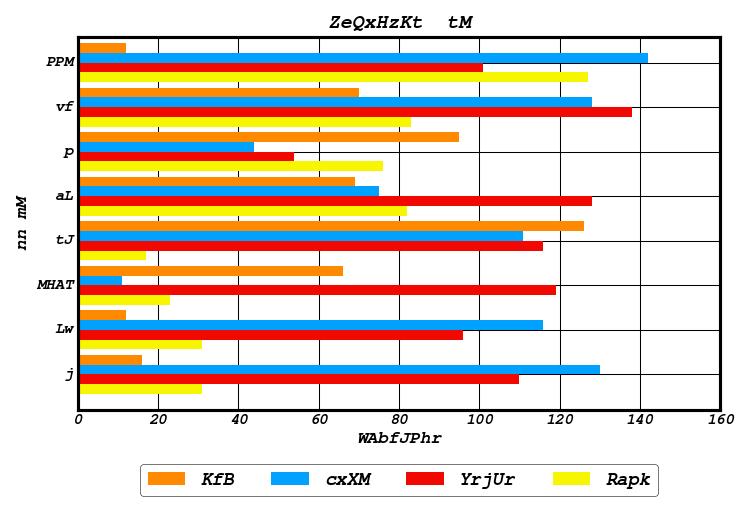 ZeQxHzKt tM
PPM
vf
p
aL
tJ
MHAT
Lw
j
nn mM
0 20 40 60 80 100 120 140 160
WAbfJPhr
KfB cxXM YrjUr Rapk